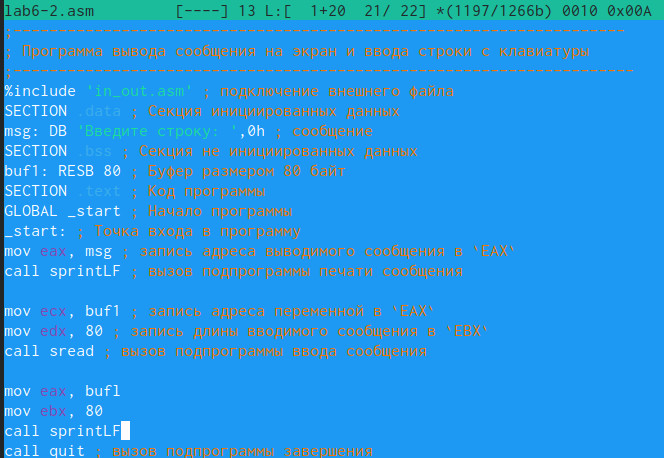 lab6-2.asm [----] 13 L:[ 1+20 21/ 22] *(1197/1266b) 0010 0x00A
;--------------------------------------------------------------------
; Программа вывода сообщения на экран и ввода строки с клавиатуры
;---------------------------------------------------------------------
%include 'in_out.asm' ; подключение внешнего файла
SECTION .data ; Секция инициированных данных
msg: DB 'Введите строку: ',0h ; сообщение
SECTION .bss ; Секция не инициированных данных
buf1: RESB 80 ; Буфер размером 80 байт
SECTION .text ; Код программы
GLOBAL _start ; Начало программы
_start: ; Точка входа в программу
mov eax, msg ; запись адреса выводимого сообщения в `EAX`
call sprintLF ; вызов подпрограммы печати сообщения
mov ecx, buf1 ; запись адреса переменной в `EAX`
mov edx, 80 ; запись длины вводимого сообщения в `EBX`
call sread ; вызов подпрограммы ввода сообщения
mov eax, bufl
mov ebx, 80
call sprintLF
call quit ; вызов подпрограммы завершения